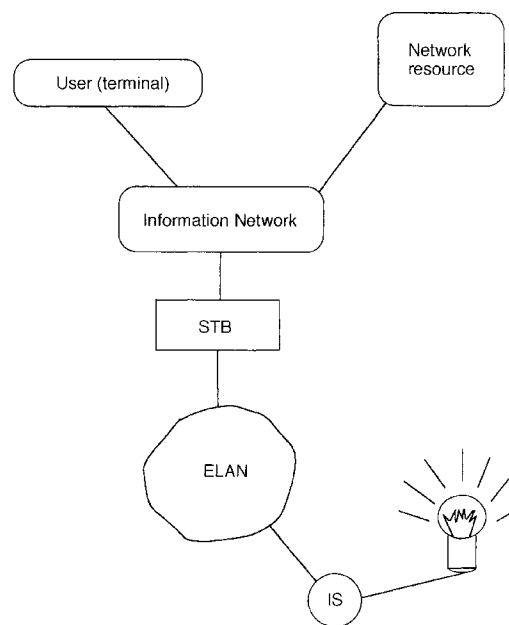 Network
resource
User (terminal)
Information Network
STB
ELAN
IS